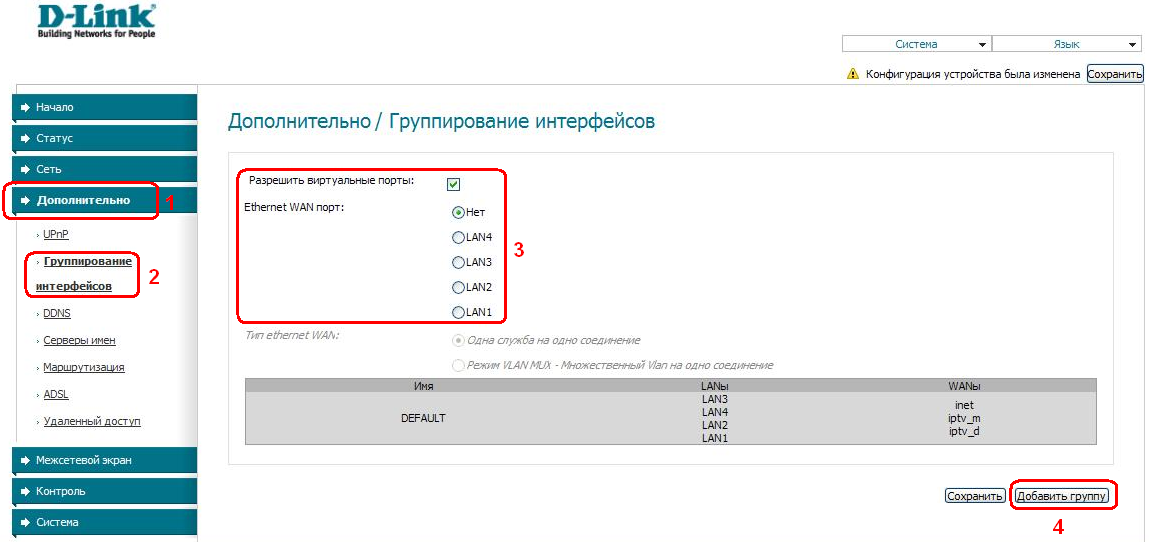 D-Link
Building Networks for People
Система
Язык
Конфигурация устройства была изменена
Сохранить
Начало
Статус
Сеть
Дополнительно
1
UPnP
Группирование
интерфейсов
2
DDNS
Серверы имен
Маршрутизация
ADSL
Удаленный доступ
Межсетевой экран
Контроль
Система
Дополнительно / Группирование интерфейсов
Разрешить виртуальные порты:
Ethernet WAN порт:
Нет
LAN4
LAN3
LAN2
LAN1
3
Тип ethernet WAN:
Одна служба на одно соединение
Режим VLAN MUX - Множественный Vlan на одно соединение
Имя LANы WANы
DEFAULT
LAN3
LAN4
LAN2
LAN1
inet
iptv_m
iptv_d
Сохранить
Добавить группу
4